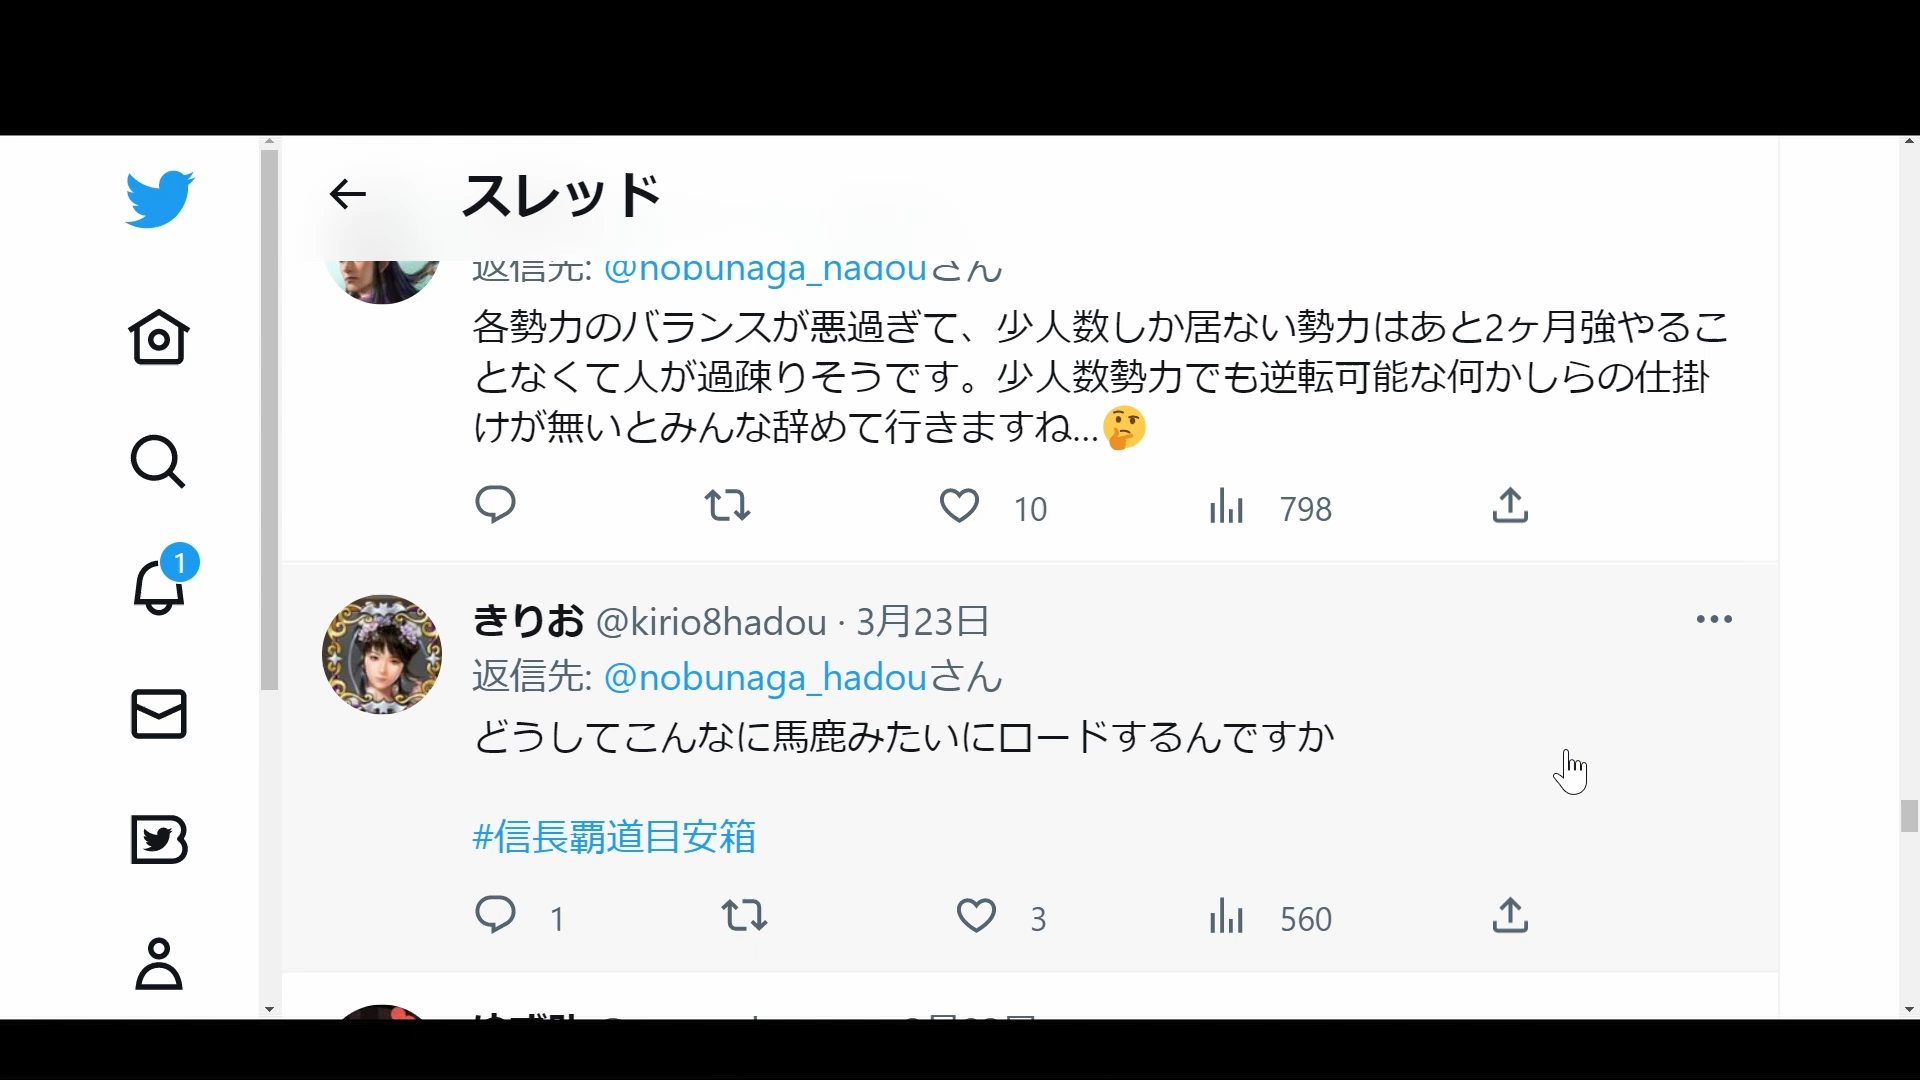 スレッド
返信先: @nobunaga_hadouさん
各勢力のバランスが悪過ぎて、少人数しか居ない勢力はあと2ヶ月強やるこ
となくて人が過疎りそうです。少人数勢力でも逆転可能な何かしらの仕掛
けが無いとみんな辞めて行きますね...🤔
10 798
1
きりお @kirio8hadou · 3月23日
返信先: @nobunaga_hadouさん
どうしてこんなに馬鹿みたいにロードするんですか
#信長覇道目安箱
1 3 560